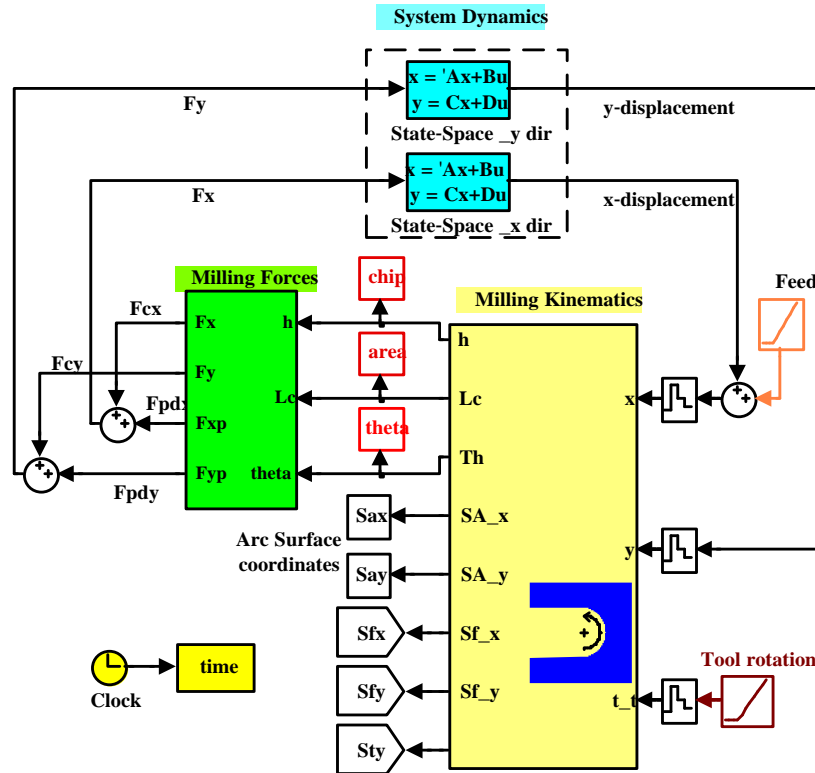 System Dynamics
x = 'Ax+Bu
y = Cx+Du
Fy
y-displacement
State-Space _y dir
x = 'Ax+Bu
y = Cx+Du
Fx
x-displacement
State-Space _x dir
Milling Forces
chip
Milling Kinematics
Feed
Fcx
Fx
h
h
Fcy
Fy
area
Fpdx
Lc
Lc
x
Fxp
theta
Fyp
theta
Th
Fpdy
Sax
SA_x
Arc Surface
coordinates
y
Say
SA_y
Sfx
Sf_x
time
Clock
Tool rotation
Sfy
Sf_y
t_t
Sty